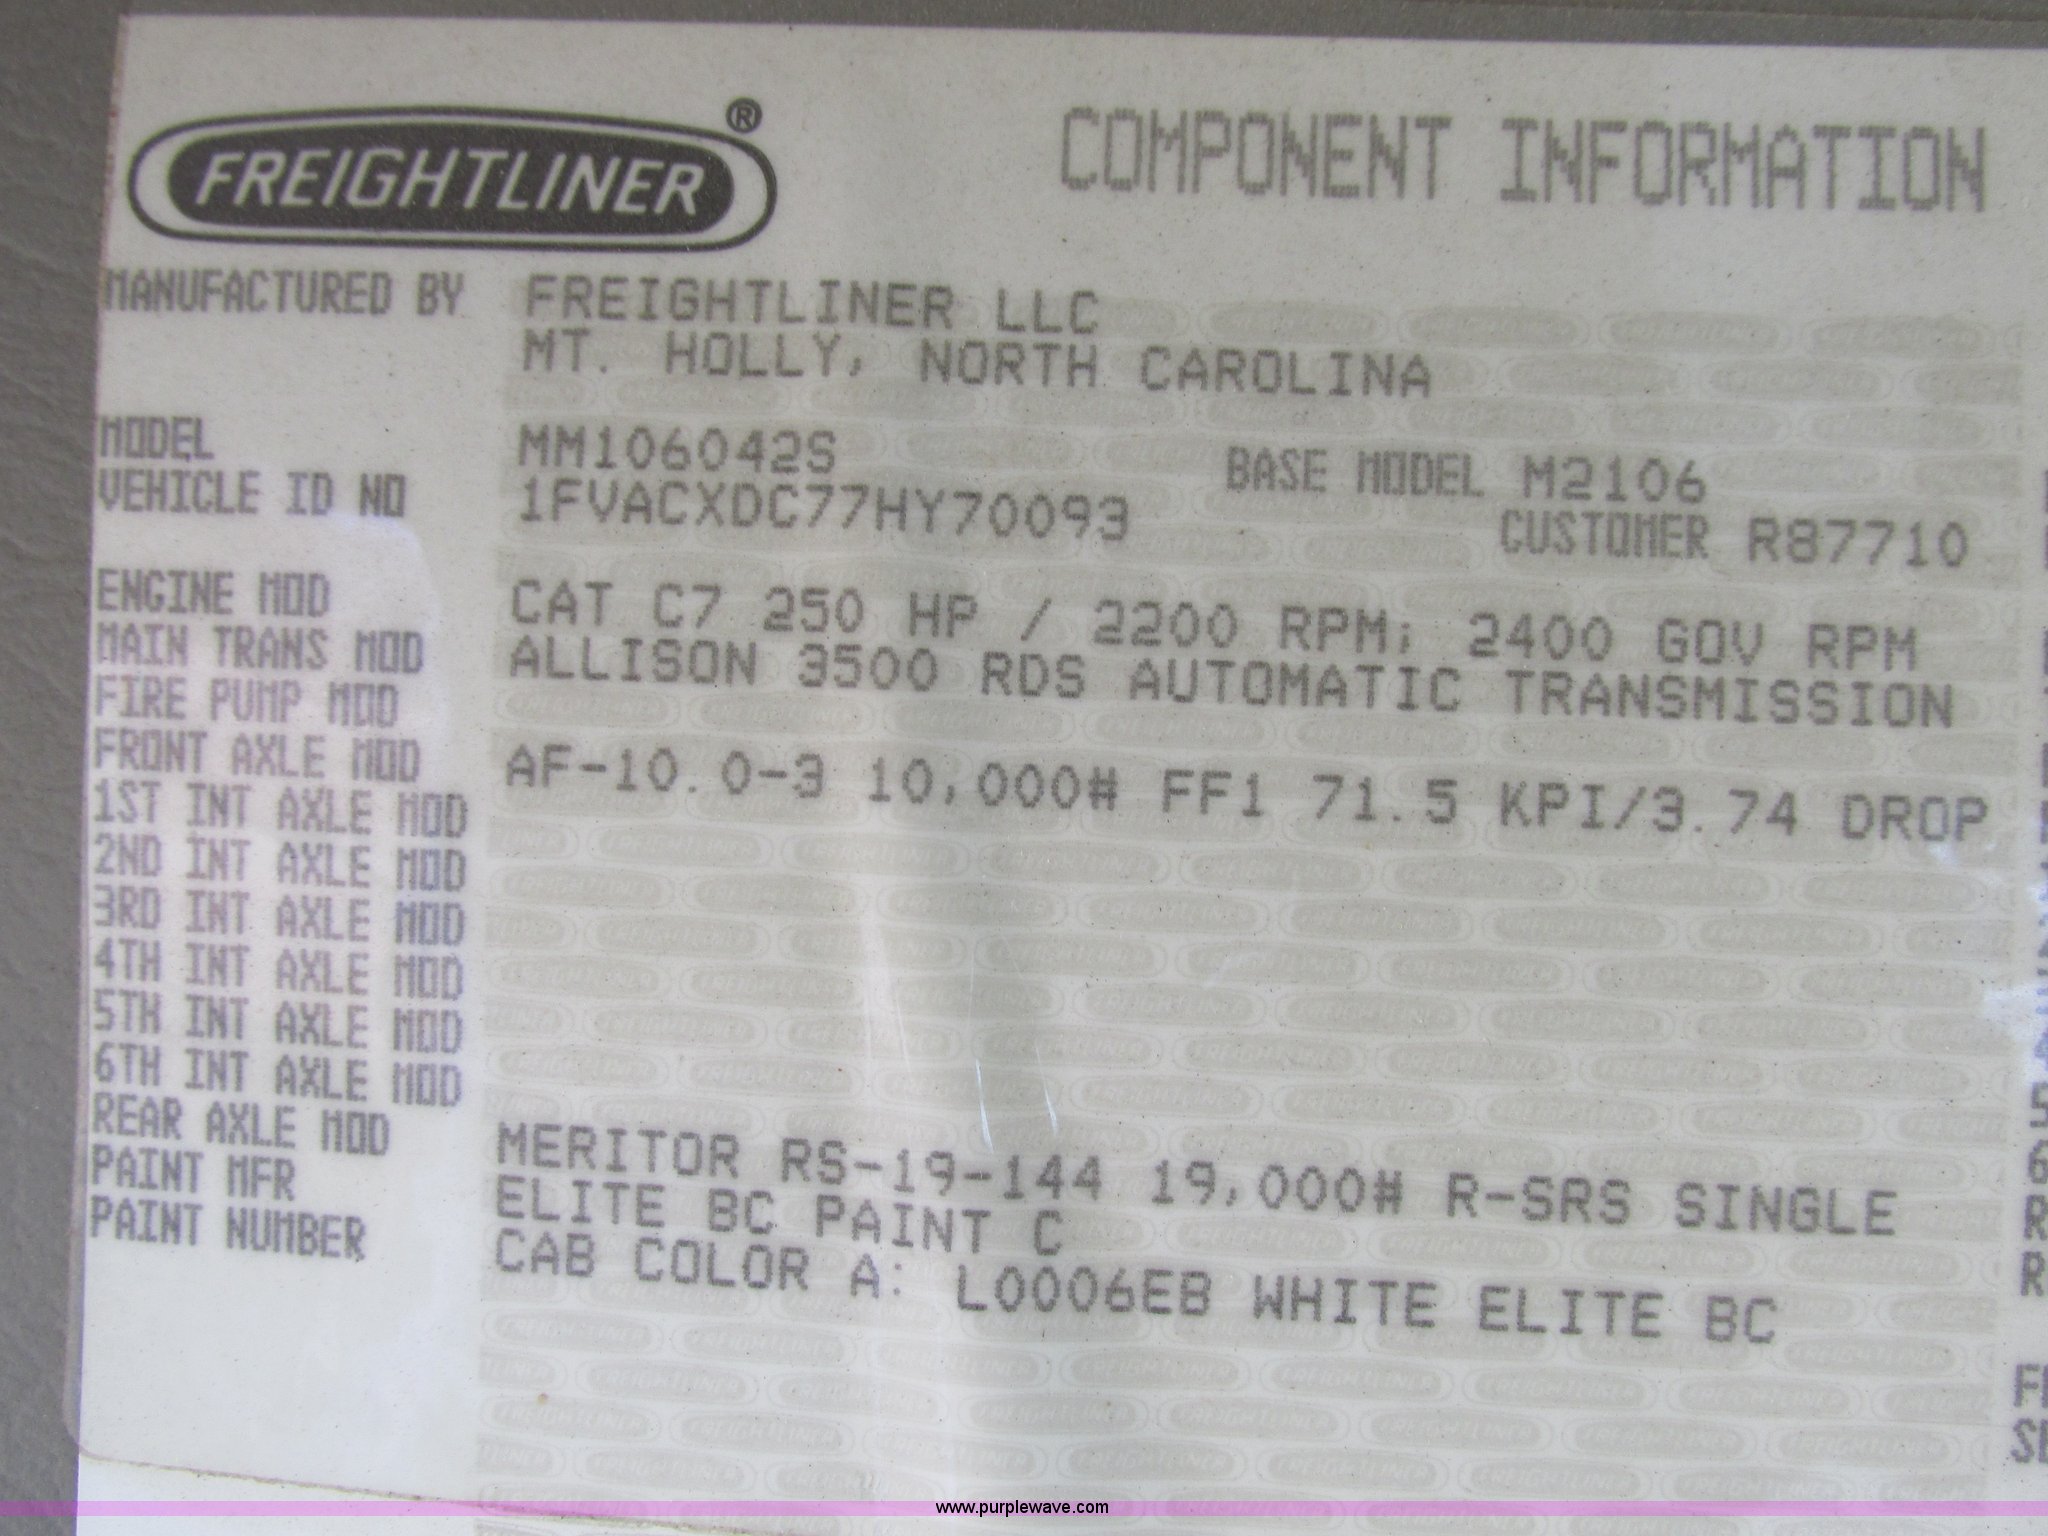 FREIGHTLINER ®
COMPONENT INFORMATION
MANUFACTURED BY FREIGHTLINER LLC
MT. HOLLY, NORTH CAROLINA
MODEL MM106042S BASE MODEL M2106
VEHICLE ID NO 1FVACXDC77HY70093 CUSTOMER R87710
ENGINE MOD CAT C7 250 HP / 2200 RPM; 2400 GOV RPM
MAIN TRANS MOD ALLISON 3500 RDS AUTOMATIC TRANSMISSION
FIRE PUMP MOD
FRONT AXLE MOD AF-10.0-3 10,000# FF1 71.5 KPI/3.74 DROP
1ST INT AXLE MOD
2ND INT AXLE MOD
3RD INT AXLE MOD
4TH INT AXLE MOD
5TH INT AXLE MOD
6TH INT AXLE MOD
REAR AXLE MOD MERITOR RS-19-144 19,000# R-SRS SINGLE
PAINT MFR ELITE BC PAINT C
PAINT NUMBER CAB COLOR A: L0006EB WHITE ELITE BC
www.purplewave.com